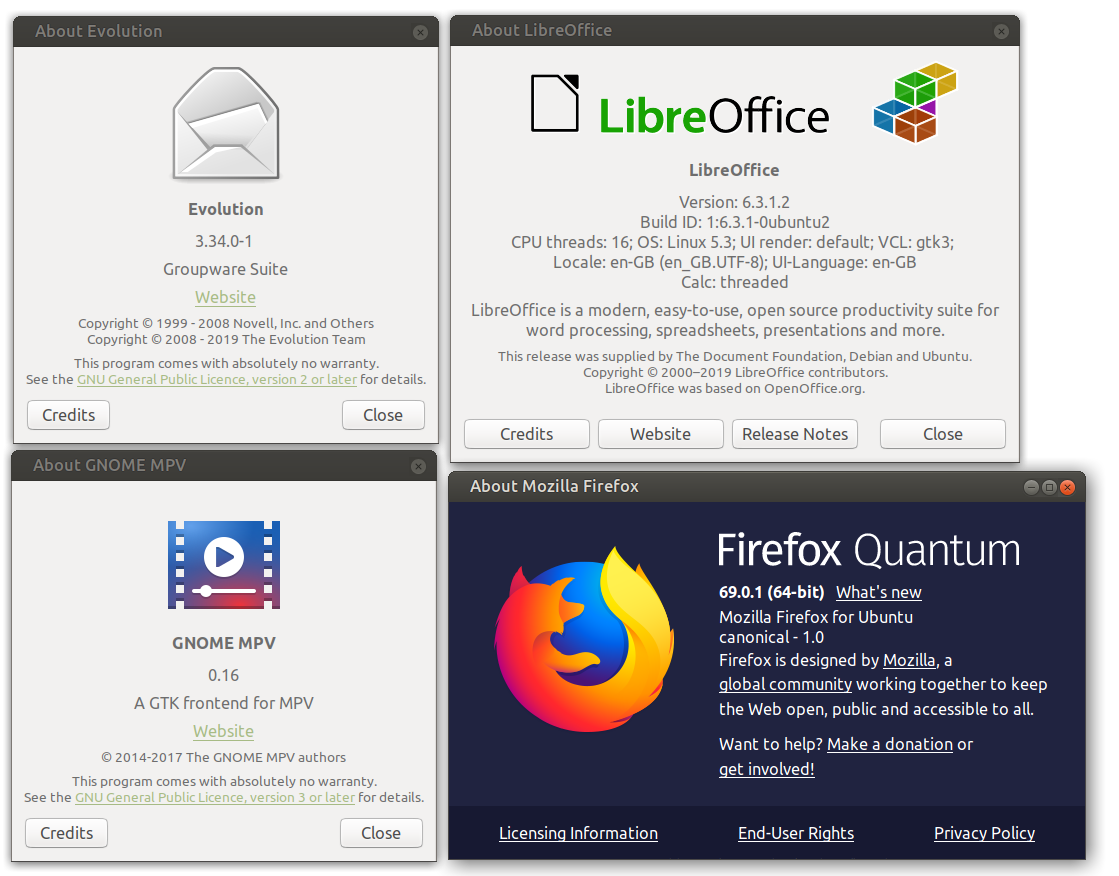 About Evolution
Evolution
3.34.0-1
Groupware Suite
Website
Copyright © 1999 - 2008 Novell, Inc. and Others
Copyright © 2008 - 2019 The Evolution Team
This program comes with absolutely no warranty.
See the GNU General Public Licence, version 2 or later for details.
Credits
Close
About LibreOffice
LibreOffice
LibreOffice
Version: 6.3.1.2
Build ID: 1:6.3.1-0ubuntu2
CPU threads: 16; OS: Linux 5.3; UI render: default; VCL: gtk3;
Locale: en-GB (en_GB.UTF-8); UI-Language: en-GB
Calc: threaded
LibreOffice is a modern, easy-to-use, open source productivity suite for
word processing, spreadsheets, presentations and more.
This release was supplied by The Document Foundation, Debian and Ubuntu.
Copyright © 2000–2019 LibreOffice contributors.
LibreOffice was based on OpenOffice.org.
Credits
Website
Release Notes
Close
About GNOME MPV
GNOME MPV
0.16
A GTK frontend for MPV
Website
© 2014-2017 The GNOME MPV authors
This program comes with absolutely no warranty.
See the GNU General Public Licence, version 3 or later for details.
Credits
Close
About Mozilla Firefox
Firefox Quantum
69.0.1 (64-bit) What's new
Mozilla Firefox for Ubuntu
canonical - 1.0
Firefox is designed by Mozilla, a
global community working together to keep
the Web open, public and accessible to all.
Want to help? Make a donation or
get involved!
Licensing Information
End-User Rights
Privacy Policy